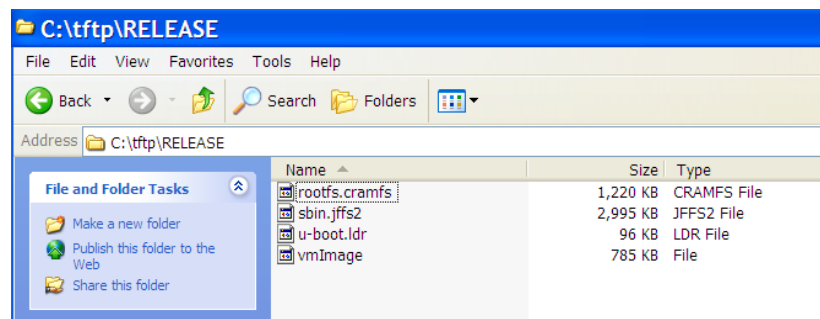 C:\tftp\RELEASE
File Edit View Favorites Tools Help
Back Search Folders
Address C:\tftp\RELEASE
Name Size Type
File and Folder Tasks
Make a new folder
Publish this folder to the
Web
Share this folder
rootfs.cramfs 1,220 KB CRAMFS File
sbin.jffs2 2,995 KB JFFS2 File
u-boot.ldr 96 KB LDR File
vmImage 785 KB File